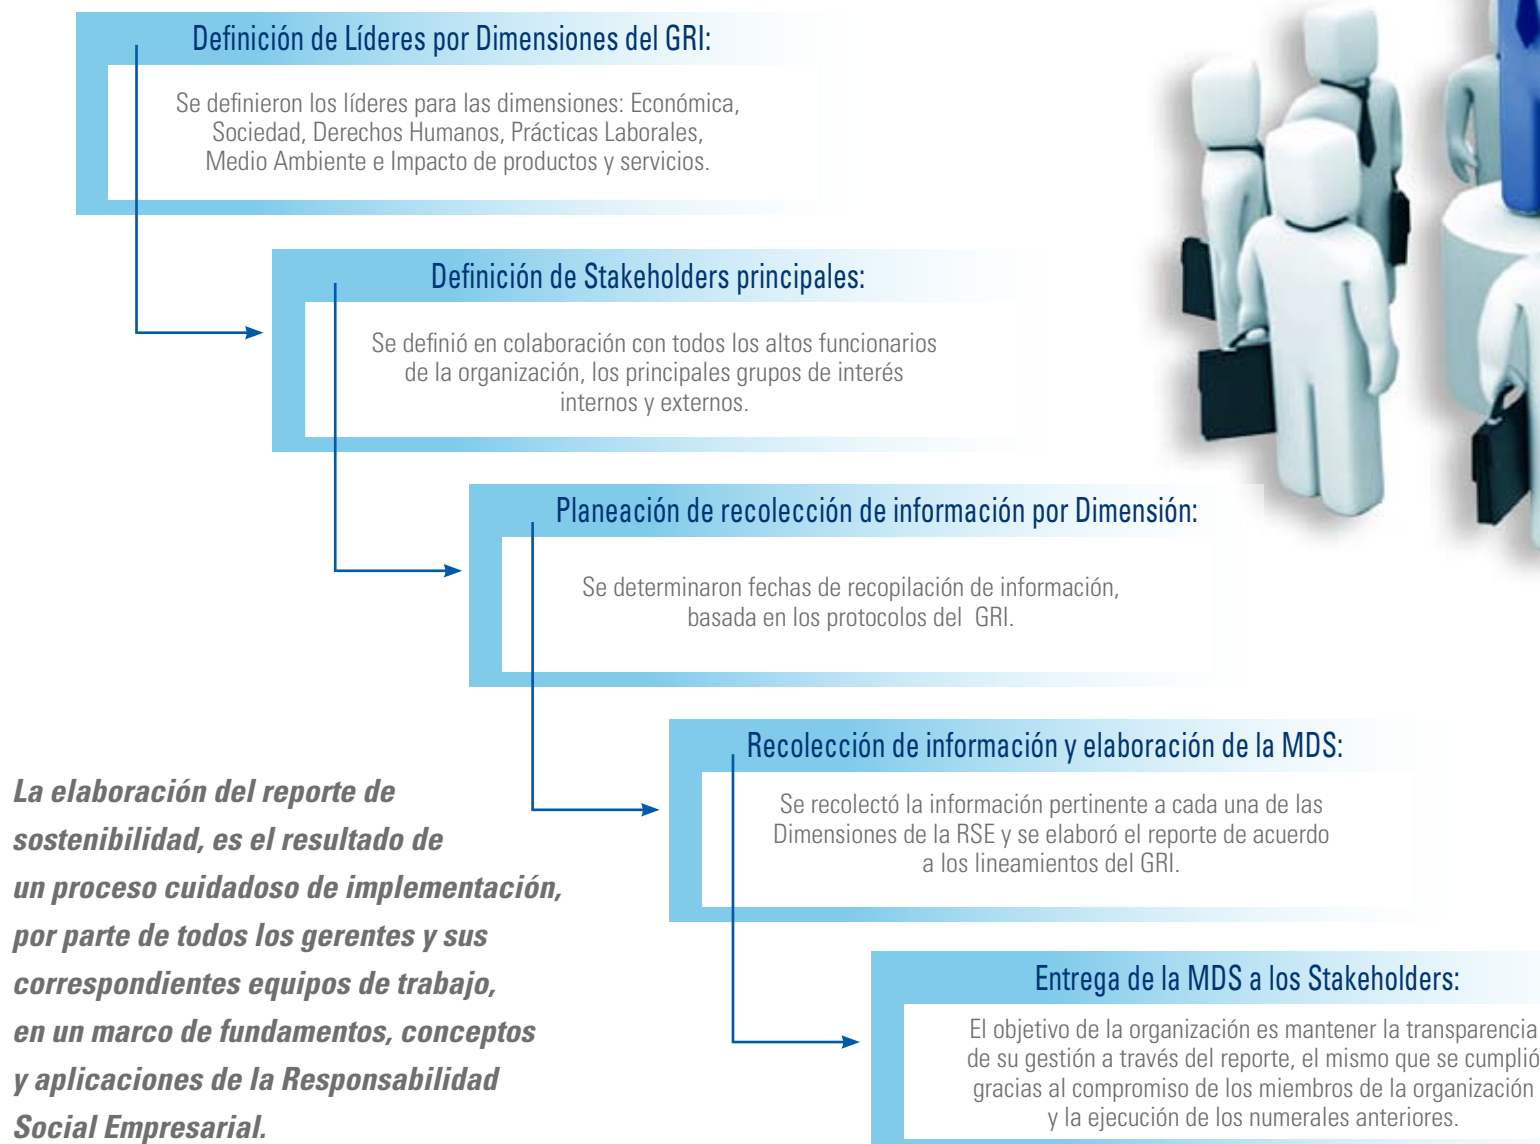 Definición de Líderes por Dimensiones del GRI:
Se definieron los líderes para las dimensiones: Económica,
Sociedad, Derechos Humanos, Prácticas Laborales,
Medio Ambiente e Impacto de productos y servicios.
Definición de Stakeholders principales:
Se definió en colaboración con todos los altos funcionarios
de la organización, los principales grupos de interés
internos y externos.
Planeación de recolección de información por Dimensión:
Se determinaron fechas de recopilación de información,
basada en los protocolos del GRI.
Recolección de información y elaboración de la MDS:
Se recolectó la información pertinente a cada una de las
Dimensiones de la RSE y se elaboró el reporte de acuerdo
a los lineamientos del GRI.
Entrega de la MDS a los Stakeholders:
El objetivo de la organización es mantener la transparencia
de su gestión a través del reporte, el mismo que se cumplió
gracias al compromiso de los miembros de la organización
y la ejecución de los numerales anteriores.
La elaboración del reporte de
sostenibilidad, es el resultado de
un proceso cuidadoso de implementación,
por parte de todos los gerentes y sus
correspondientes equipos de trabajo,
en un marco de fundamentos, conceptos
y aplicaciones de la Responsabilidad
Social Empresarial.